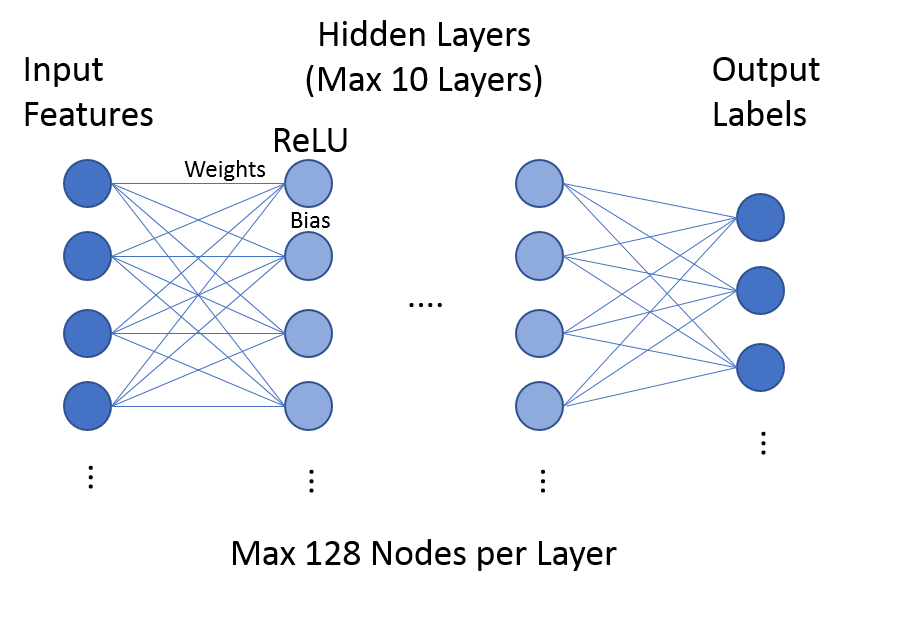 Hidden Layers
(Max 10 Layers)
Input
Features
Output
Labels
ReLU
Weights
Bias
....
Max 128 Nodes per Layer